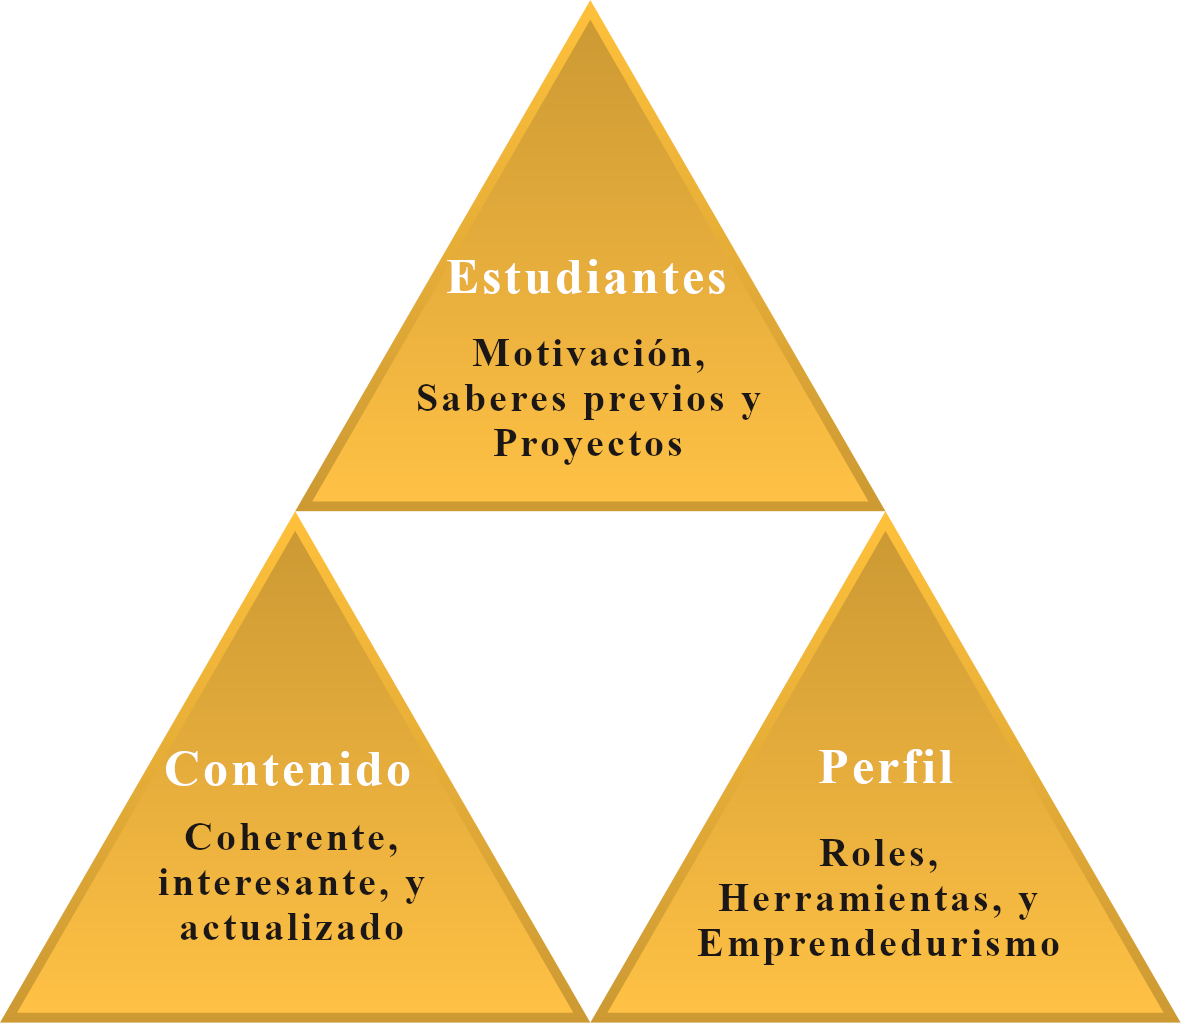 Estudiantes
Motivación,
Saberes previos y
Proyectos
Contenido
Coherente,
interesante, y
actualizado
Perfil
Roles,
Herramientas, y
Emprendedurismo